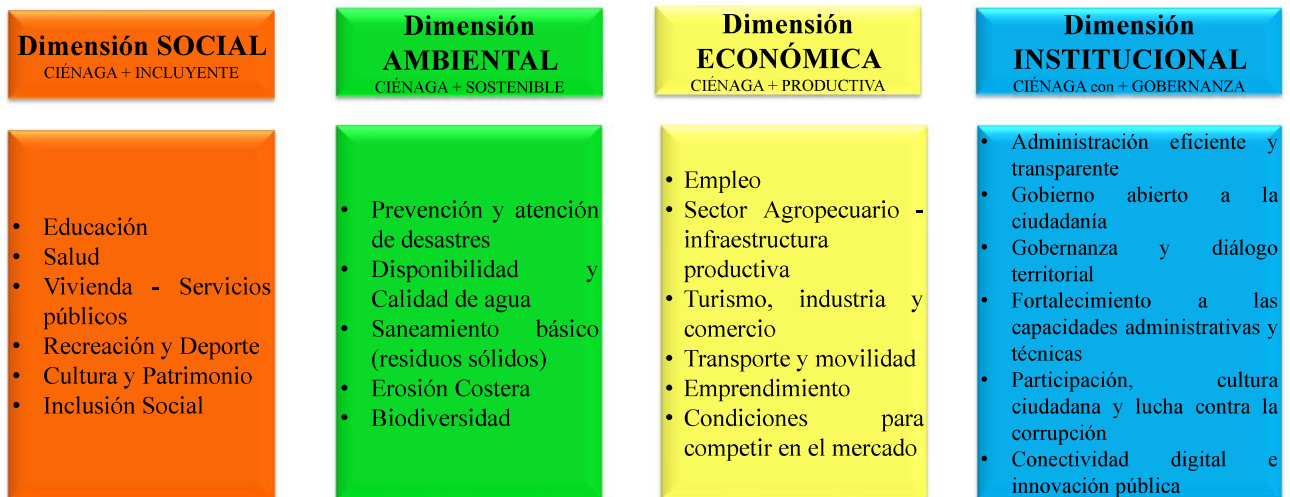 Dimensión SOCIAL
CIÉNAGA + INCLUYENTE
• Educación
• Salud
• Vivienda - Servicios
públicos
• Recreación y Deporte
• Cultura y Patrimonio
• Inclusión Social
Dimensión
AMBIENTAL
CIÉNAGA + SOSTENIBLE
• Prevención y atención
de desastres
• Disponibilidad y
Calidad de agua
• Saneamiento básico
(residuos sólidos)
• Erosión Costera
• Biodiversidad
Dimensión
ECONÓMICA
CIÉNAGA + PRODUCTIVA
• Empleo
• Sector Agropecuario -
infraestructura
productiva
• Turismo, industria y
comercio
• Transporte y movilidad
• Emprendimiento
• Condiciones para
competir en el mercado
Dimensión
INSTITUCIONAL
CIÉNAGA con + GOBERNANZA
• Administración eficiente y
transparente
• Gobierno abierto a la
ciudadanía
• Gobernanza y diálogo
territorial
• Fortalecimiento a las
capacidades administrativas y
técnicas
• Participación, cultura
ciudadana y lucha contra la
corrupción
• Conectividad digital e
innovación pública